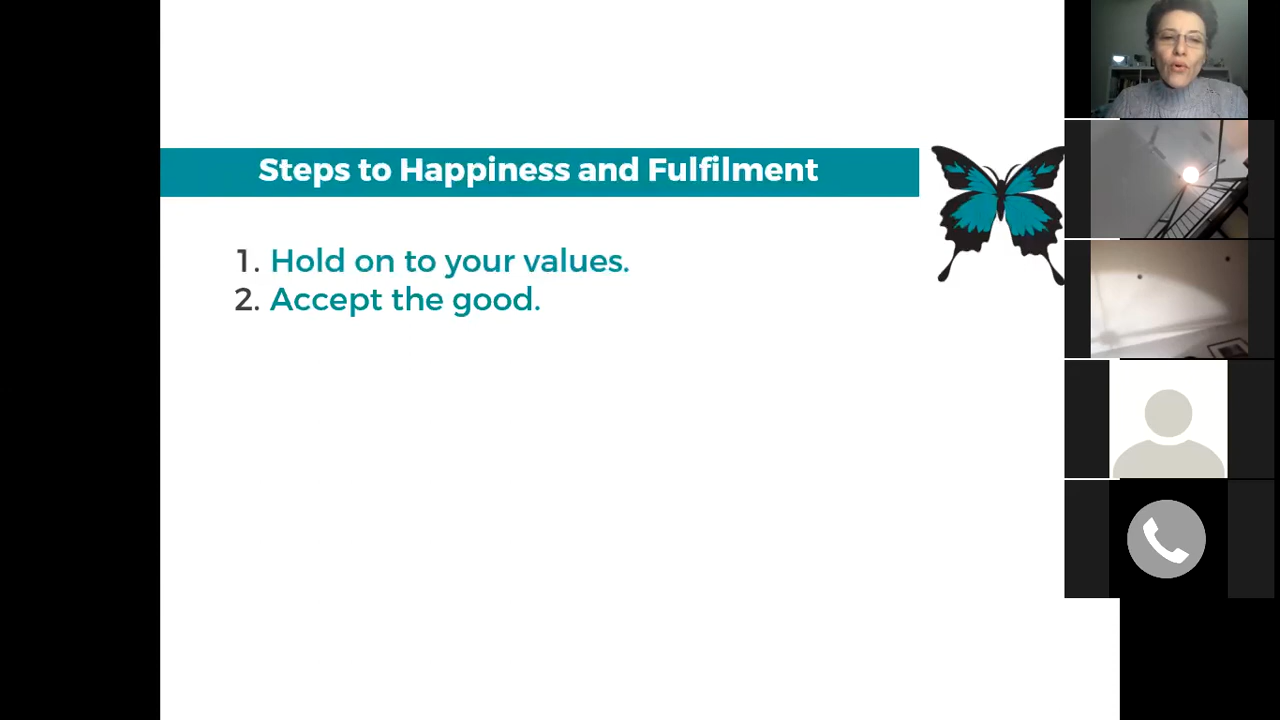 Steps to Happiness and Fulfilment
1. Hold on to your values.
2. Accept the good.